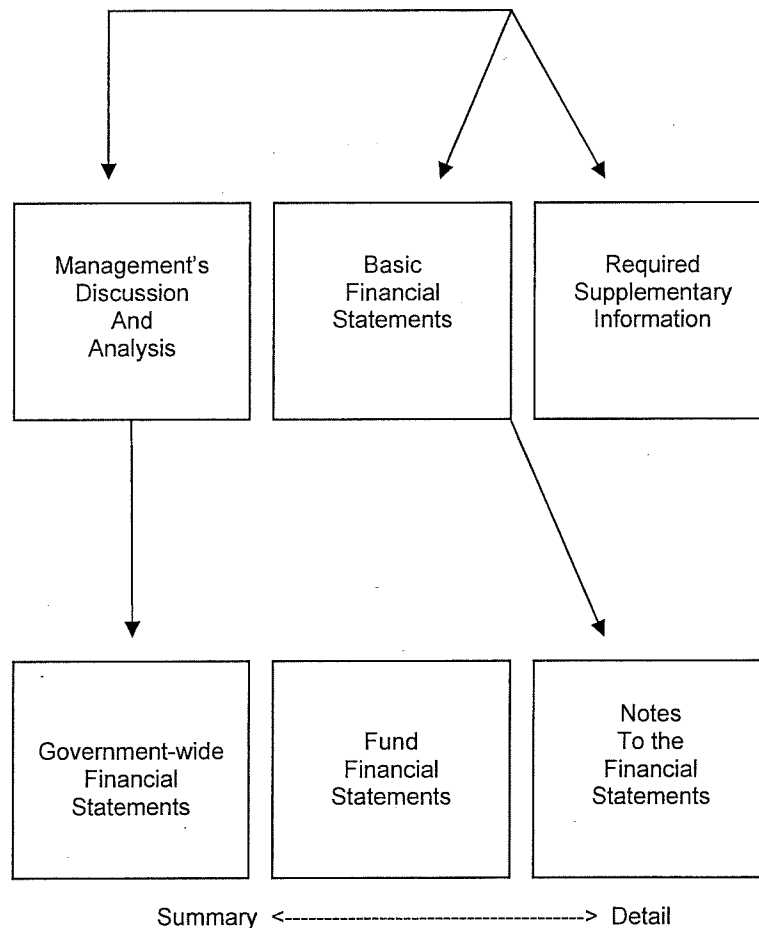 Management's
Discussion
And
Analysis
Basic
Financial
Statements
Required
Supplementary
Information
Government-wide
Financial
Statements
Fund
Financial
Statements
Notes
To the
Financial
Statements
Summary <-----------------------------> Detail